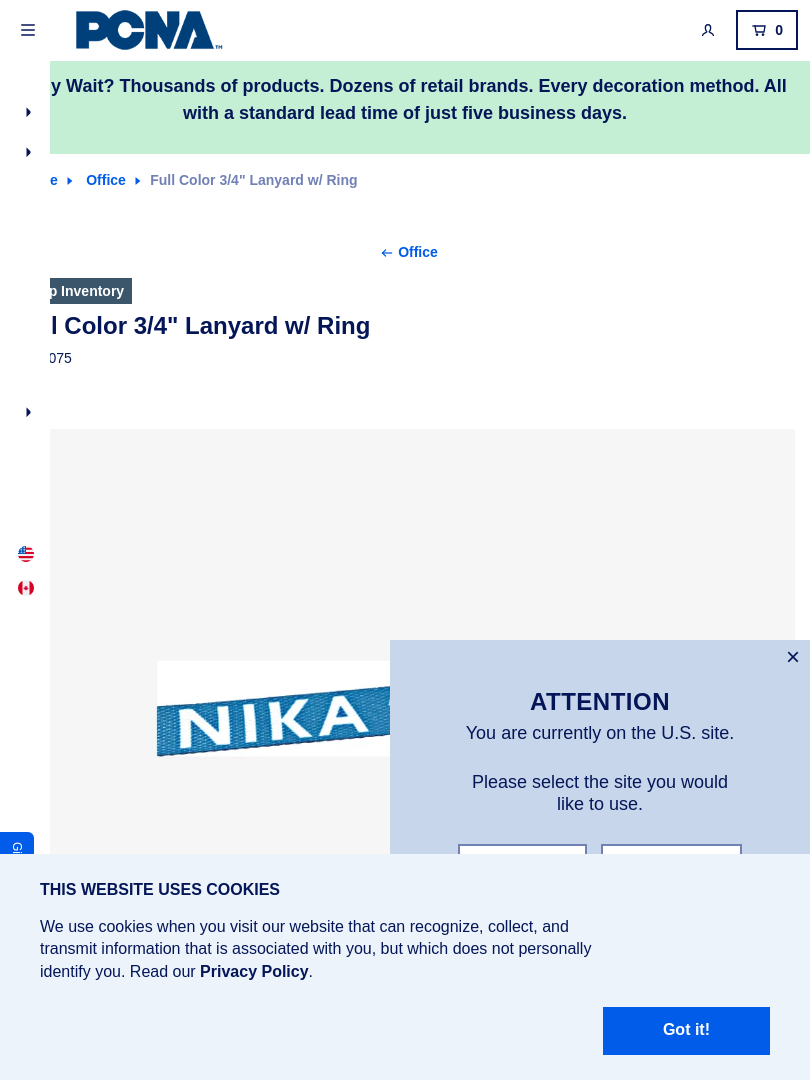 PCNA™
0
y Wait? Thousands of products. Dozens of retail brands. Every decoration method. All
with a standard lead time of just five business days.
e Office Full Color 3/4" Lanyard w/ Ring
Office
p Inventory
l Color 3/4" Lanyard w/ Ring
075
NIKA
ATTENTION
You are currently on the U.S. site.
Please select the site you would
like to use.
THIS WEBSITE USES COOKIES
We use cookies when you visit our website that can recognize, collect, and
transmit information that is associated with you, but which does not personally
identify you. Read our Privacy Policy.
Got it!